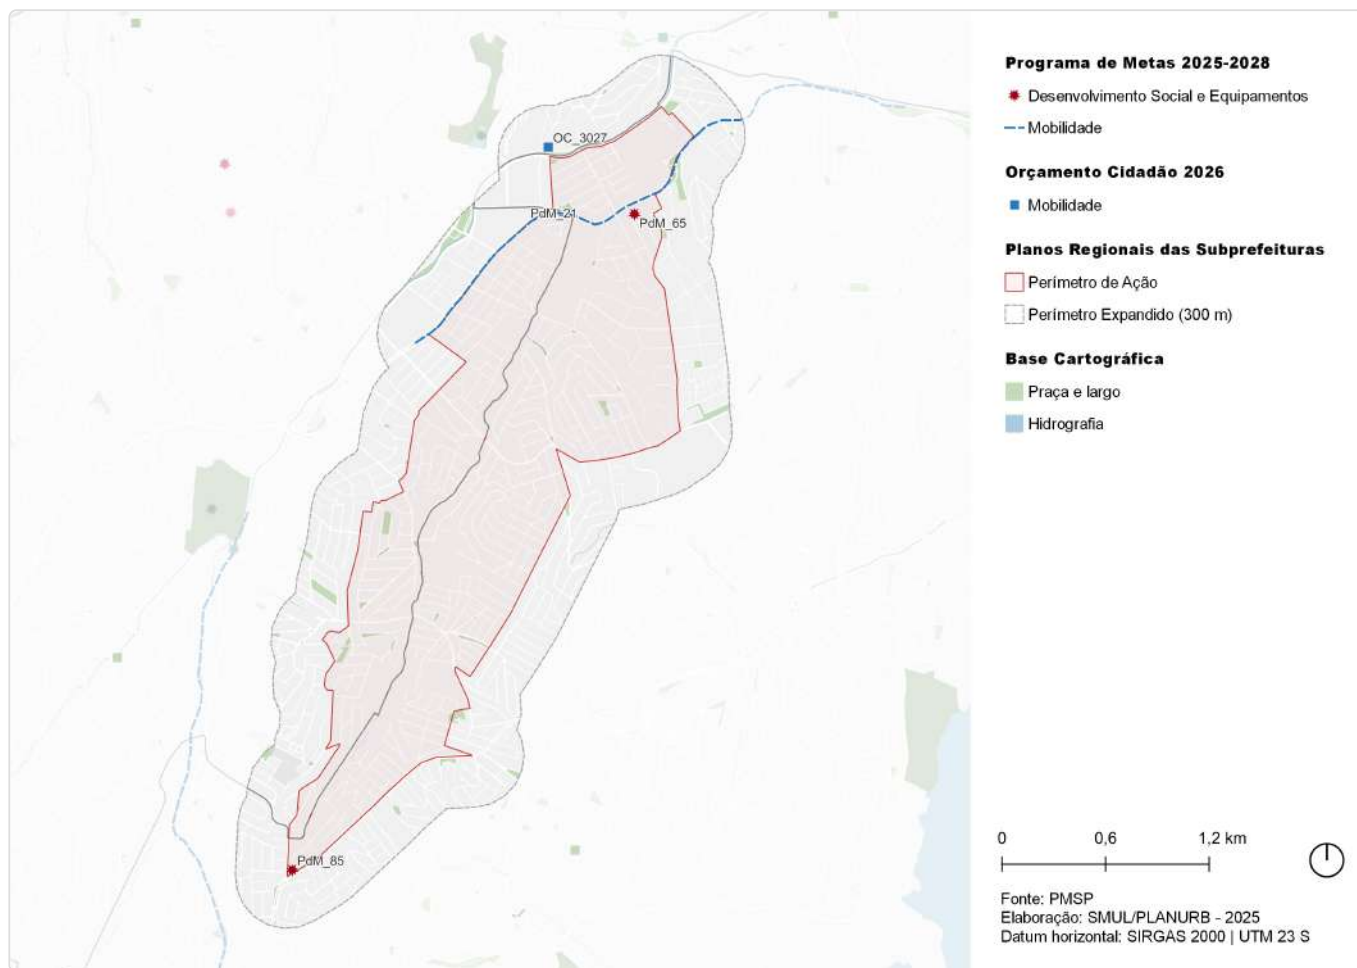 OC_3027
PdM_21
PdM_65
PdM_85
Programa de Metas 2025-2028
Desenvolvimento Social e Equipamentos
Mobilidade
Orçamento Cidadão 2026
Mobilidade
Planos Regionais das Subprefeituras
Perímetro de Ação
Perímetro Expandido (300 m)
Base Cartográfica
Praça e largo
Hidrografia
0 0,6 1,2 km
Fonte: PMSP
Elaboração: SMUL/PLANURB - 2025
Datum horizontal: SIRGAS 2000 | UTM 23 S